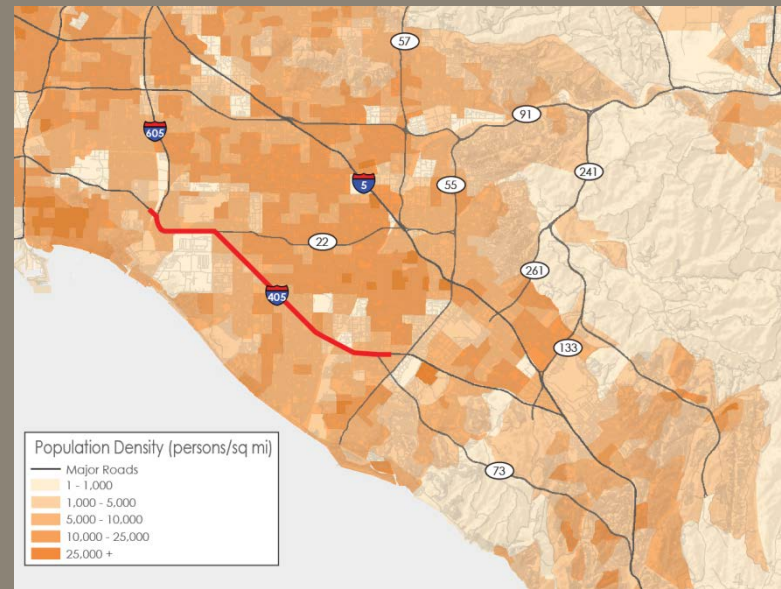 57
91
605
5
55
241
22
261
405
133
73
Population Density (persons/sq mi)
Major Roads
1 - 1,000
1,000 - 5,000
5,000 - 10,000
10,000 - 25,000
25,000 +